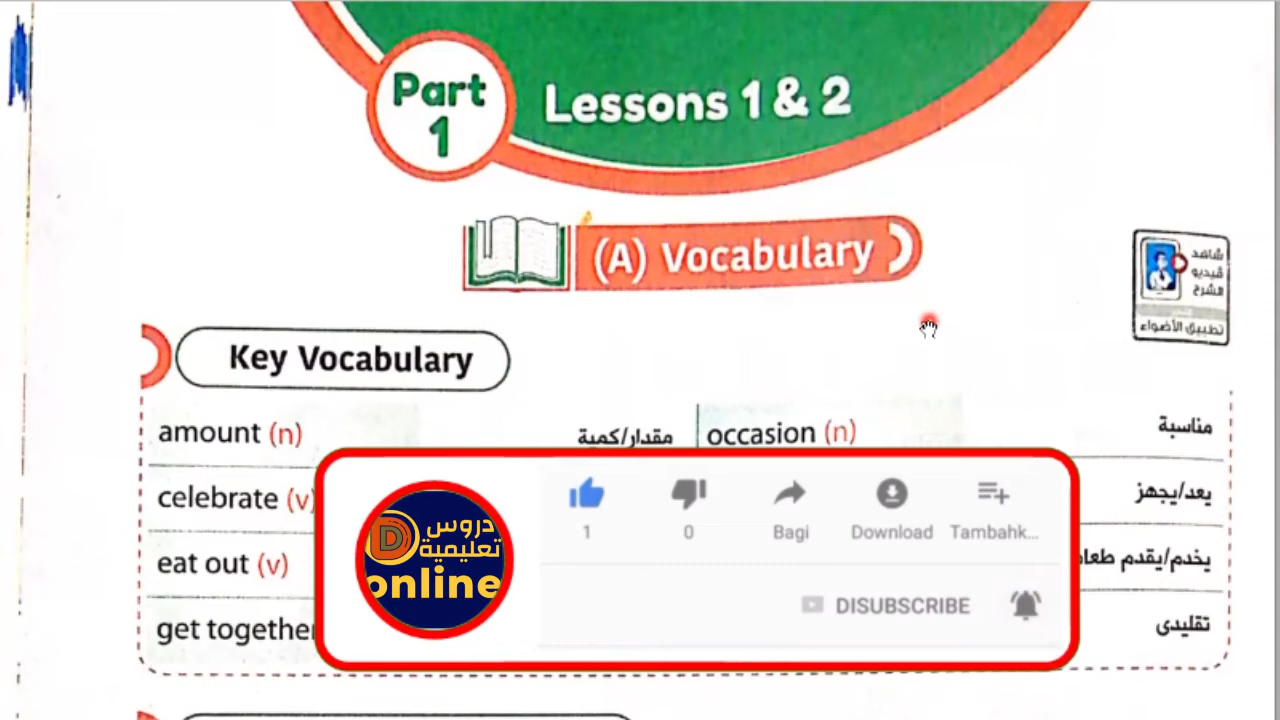 Part
1
Lessons 1 & 2
(A) Vocabulary
شاهد
فيديو
الشرح
تطبيق الأضواء
Key Vocabulary
amount (n) مقدار/كمية occasion (n) مناسبة
celebrate (v) يعد/يجهز
eat out (v) يخدم/يقدم
get together تقليدى
دروس
تعليمية
online
1 0 Bagi Download Tambahk...
DISUBSCRIBE